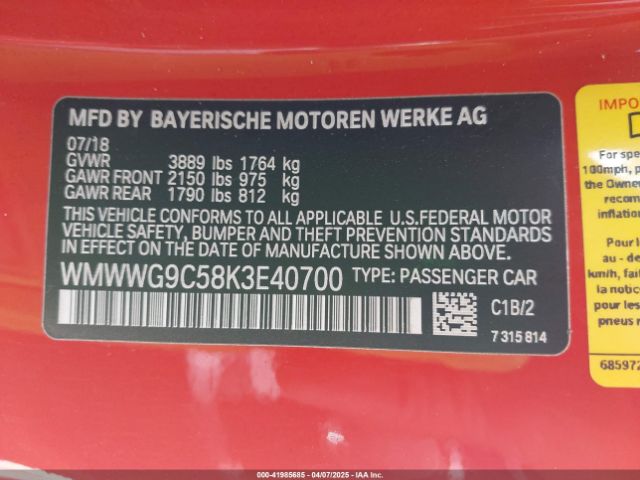 MFD BY BAYERISCHE MOTOREN WERKE AG
07/18
GVWR 3889 lbs 1764 kg
GAWR FRONT 2150 lbs 975 kg
GAWR REAR 1790 lbs 812 kg
THIS VEHICLE CONFORMS TO ALL APPLICABLE U.S.FEDERAL MOTOR
VEHICLE SAFETY, BUMPER AND THEFT PREVENTION STANDARDS
IN EFFECT ON THE DATE OF MANUFACTURE SHOWN ABOVE.
WMWWG9C58K3E40700 TYPE: PASSENGER CAR
C1B/2
7 315 814
IMPO
For spe
100mph, p
the Owne
recom
inflation
Pour l
au - de
km/h, fai
la notice
pour les
pneus r
68597
000-41985685 - 04/07/2025 - IAA Inc.